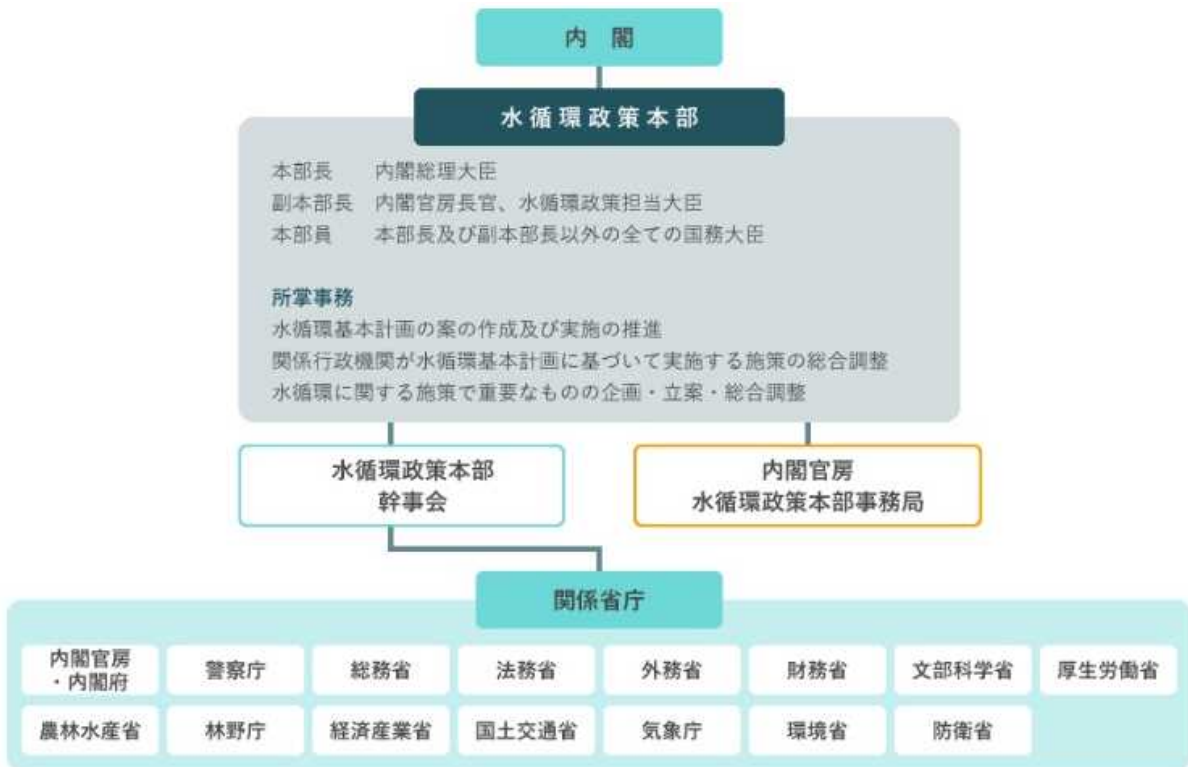 内　閣
水循環政策本部
本部長　内閣総理大臣
副本部長　内閣官房長官、水循環政策担当大臣
本部員　本部長及び副本部長以外の全ての国務大臣
所掌事務
水循環基本計画の案の作成及び実施の推進
関係行政機関が水循環基本計画に基づいて実施する施策の総合調整
水循環に関する施策で重要なものの企画・立案・総合調整
水循環政策本部
幹事会
内閣官房
水循環政策本部事務局
関係省庁
内閣官房
・内閣府
警察庁
総務省
法務省
外務省
財務省
文部科学省
厚生労働省
農林水産省
林野庁
経済産業省
国土交通省
気象庁
環境省
防衛省